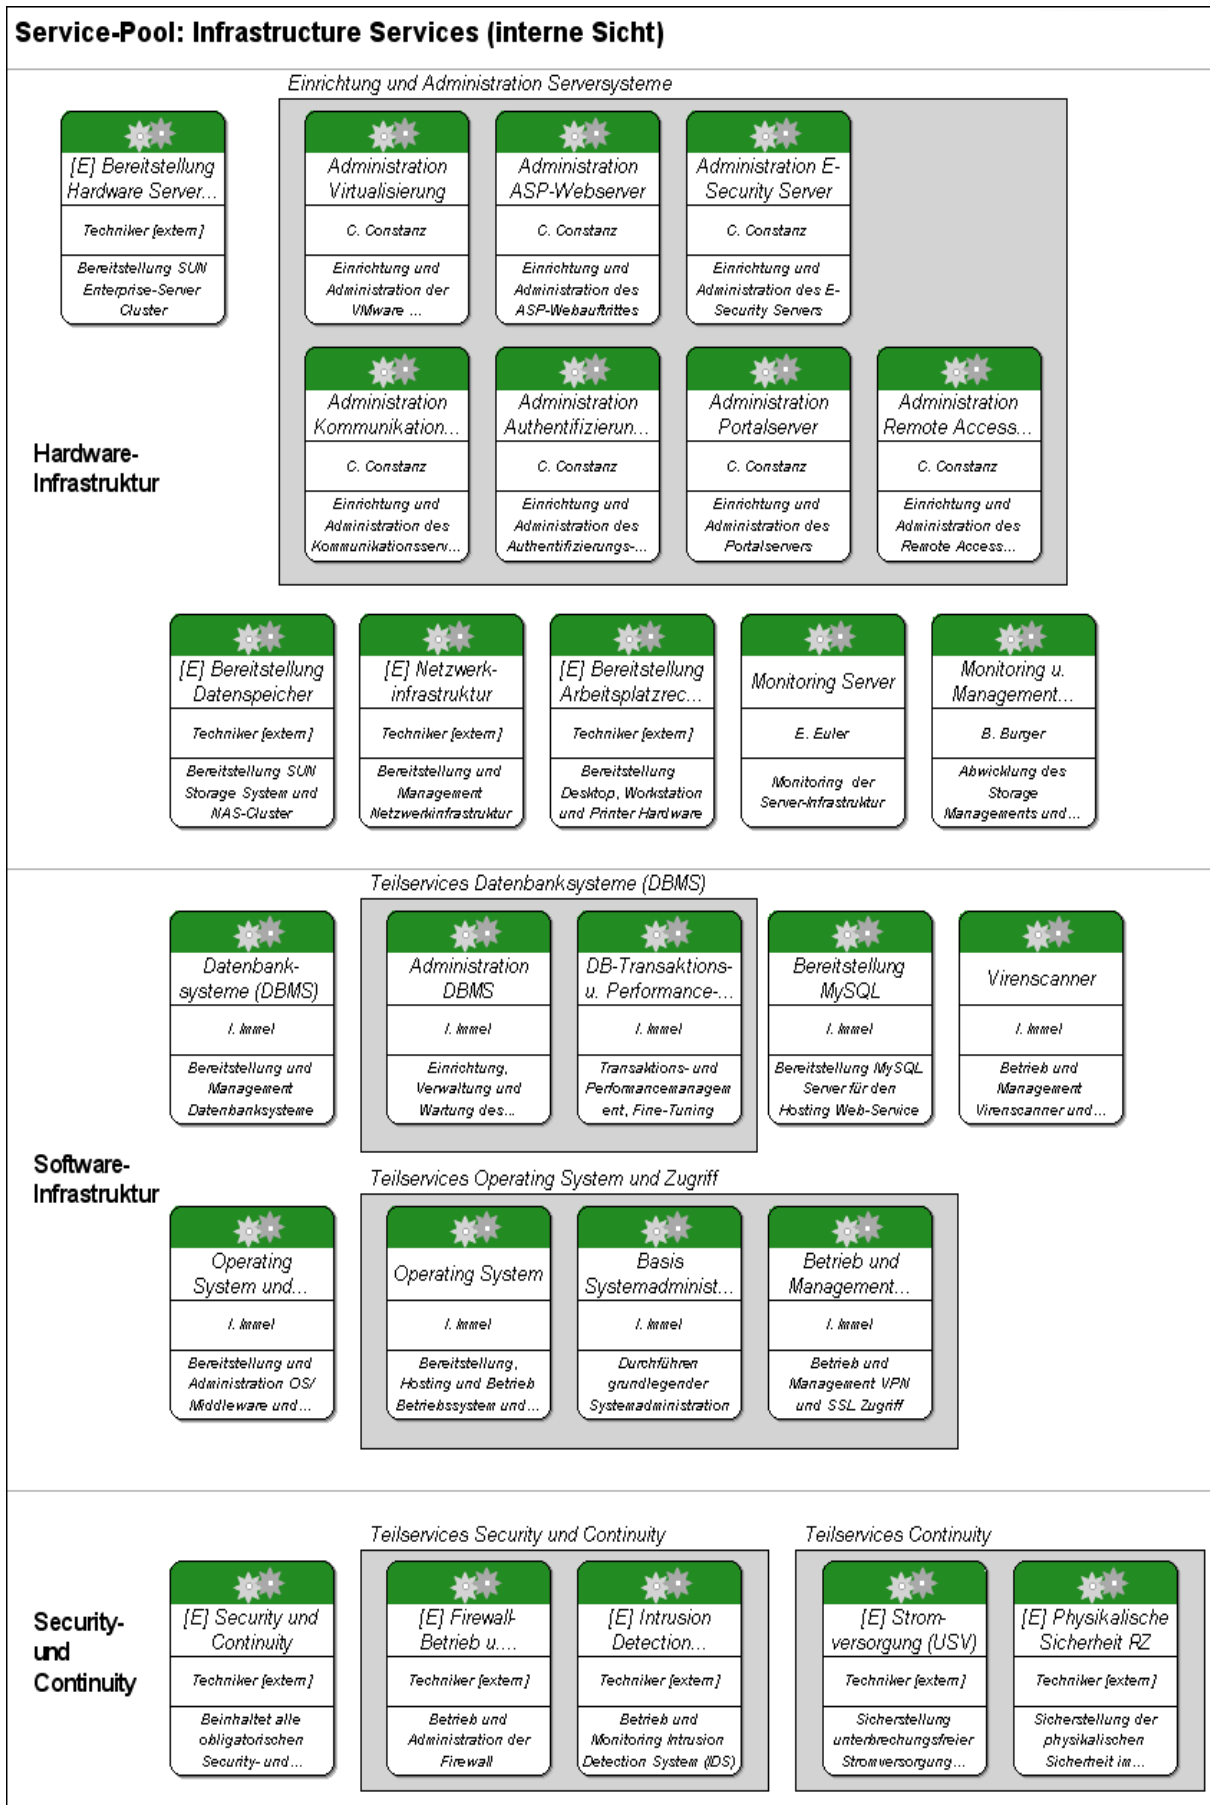 Service-Pool: Infrastructure Services (interne Sicht)
Einrichtung und Administration Serversysteme
[E] Bereitstellung
Hardware Server...
Techniker [extern]
Bereitstellung SUN
Enterprise-Server
Cluster
Administration
Virtualisierung
C. Constanz
Einrichtung und
Administration der
VMware ...
Administration
ASP-Webserver
C. Constanz
Einrichtung und
Administration des
ASP-Webauftrittes
Administration E-
Security Server
C. Constanz
Einrichtung und
Administration des E-
Security Servers
Hardware-
Infrastruktur
Administration
Kommunikation...
C. Constanz
Einrichtung und
Administration des
Kommunikationsserv...
Administration
Authentifizierun...
C. Constanz
Einrichtung und
Administration des
Authentifizierungs-...
Administration
Portalserver
C. Constanz
Einrichtung und
Administration des
Portalservers
Administration
Remote Access...
C. Constanz
Einrichtung und
Administration des
Remote Access...
[E] Bereitstellung
Datenspeicher
Techniker [extern]
Bereitstellung SUN
Storage System und
NAS-Cluster
[E] Netzwerk-
infrastruktur
Techniker [extern]
Bereitstellung und
Management
Netzwerkinfrastruktur
[E] Bereitstellung
Arbeitsplatzrec...
Techniker [extern]
Bereitstellung
Desktop, Workstation
und Printer Hardware
Monitoring Server
E. Euler
Monitoring der
Server-Infrastruktur
Monitoring u.
Management...
B. Burger
Abwicklung des
Storage
Managements und...
Teilservices Datenbanksysteme (DBMS)
Datenbank-
systeme (DBMS)
I. Immel
Bereitstellung und
Management
Datenbanksysteme
Administration
DBMS
I. Immel
Einrichtung,
Verwaltung und
Wartung des...
DB-Transaktions-
u. Performance-...
I. Immel
Transaktions- und
Performancemanagem
ent, Fine-Tuning
Bereitstellung
MySQL
I. Immel
Bereitstellung MySQL
Server für den
Hosting Web-Service
Virenscanner
I. Immel
Betrieb und
Management
Virenscanner und...
Software-
Infrastruktur
Teilservices Operating System und Zugriff
Operating
System und...
I. Immel
Bereitstellung und
Administration OS/
Middleware und...
Operating System
I. Immel
Bereitstellung,
Hosting und Betrieb
Betriebssystem und...
Basis
Systemadminist...
I. Immel
Durchführen
grundlegender
Systemadministration
Betrieb und
Management...
I. Immel
Betrieb und
Management VPN
und SSL Zugriff
Teilservices Security und Continuity
Teilservices Continuity
Security-
und
Continuity
[E] Security und
Continuity
Techniker [extern]
Beinhaltet alle
obligatorischen
Security- und...
[E] Firewall-
Betrieb u....
Techniker [extern]
Betrieb und
Administration der
Firewall
[E] Intrusion
Detection...
Techniker [extern]
Betrieb und
Monitoring Intrusion
Detection System (IDS)
[E] Strom-
versorgung (USV)
Techniker [extern]
Sicherstellung
unterbrechungsfreier
Stromversorgung...
[E] Physikalische
Sicherheit RZ
Techniker [extern]
Sicherstellung der
physikalischen
Sicherheit im...